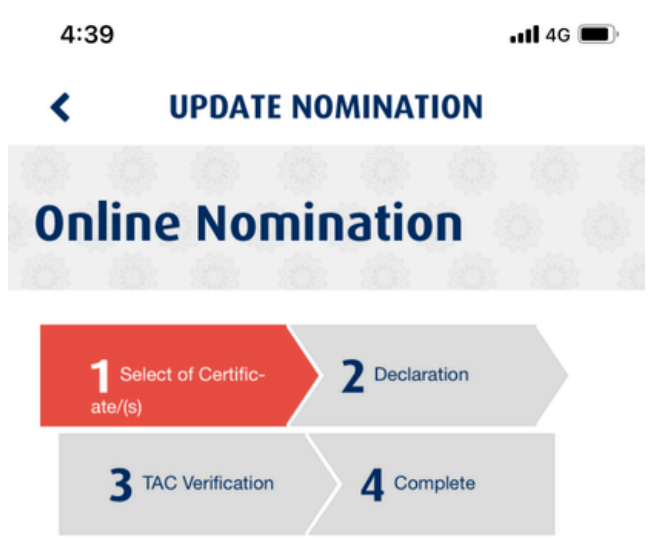 4:39
4G
UPDATE NOMINATION
Online Nomination
1 Select of Certific-
ate/(s)
2 Declaration
3 TAC Verification
4 Complete